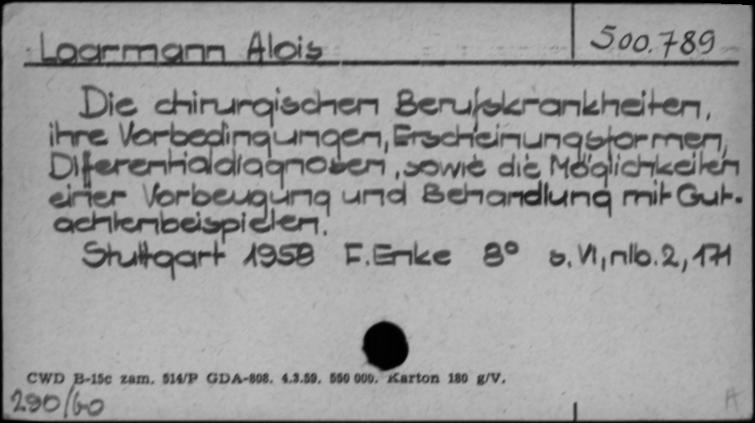 Laarmann Alois 500.789
Die chirurgischen Berufskrankheiten,
ihre Vorbedingungen, Erscheinungsformen,
Differentialdiagnosen, sowie die Möglichkeiten
einer Vorbeugung und Behandlung mit Gut-
achtenbeispielen.
Stuttgart 1958 F. Enke 8° s. VI, nlb. 2, 171
CWD B-15c zam. 514/P GDA-808. 4.3.59. 550 000. Karton 180 g/V.
290/60 A